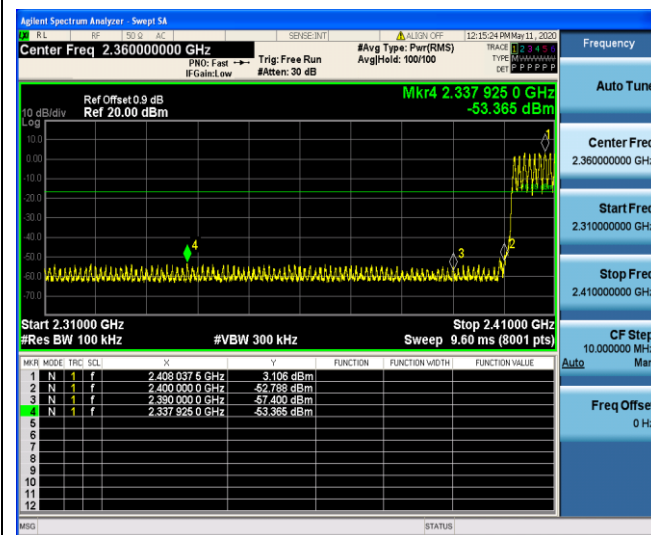 Agilent Spectrum Analyzer - Swept SA
RL RF 50 Ω AC SENSE:INT ALIGN OFF 12:15:24 PM May 11, 2020
Center Freq 2.360000000 GHz
PNO: Fast Trig: Free Run #Avg Type: Pwr(RMS) TRACE 1 2 3 4 5 6
IFGain:Low #Atten: 30 dB Avg|Hold: 100/100 TYPE M
DET P P P P P P
Ref Offset 0.9 dB Mkr4 2.337 925 0 GHz
10 dB/div Ref 20.00 dBm -53.365 dBm
Log
10.0
0.00
-10.0
-20.0
-30.0
-40.0
-50.0
-60.0
-70.0
1
2
3
4
Start 2.31000 GHz Stop 2.41000 GHz
#Res BW 100 kHz #VBW 300 kHz Sweep 9.60 ms (8001 pts)
MKR MODE TRC SCL X Y FUNCTION FUNCTION WIDTH FUNCTION VALUE
1 N 1 f 2.408 037 5 GHz 3.106 dBm
2 N 1 f 2.400 000 0 GHz -52.788 dBm
3 N 1 f 2.390 000 0 GHz -57.400 dBm
4 N 1 f 2.337 925 0 GHz -53.365 dBm
5
6
7
8
9
10
11
12
MSG STATUS
Frequency
Auto Tune
Center Freq
2.360000000 GHz
Start Freq
2.310000000 GHz
Stop Freq
2.410000000 GHz
CF Step
10.000000 MHz
Auto Man
Freq Offset
0 Hz